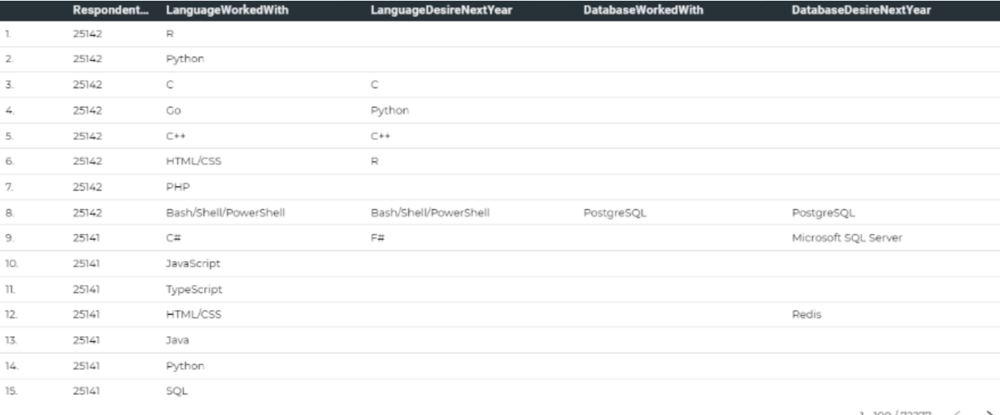 Respondent... LanguageWorkedWith LanguageDesireNextYear DatabaseWorkedWith DatabaseDesireNextYear
1. 25142 R
2. 25142 Python
3. 25142 C C
4. 25142 Go Python
5. 25142 C++ C++
6. 25142 HTML/CSS R
7. 25142 PHP
8. 25142 Bash/Shell/PowerShell Bash/Shell/PowerShell PostgreSQL PostgreSQL
9. 25141 C# F# Microsoft SQL Server
10. 25141 JavaScript
11. 25141 TypeScript
12. 25141 HTML/CSS Redis
13. 25141 Java
14. 25141 Python
15. 25141 SQL